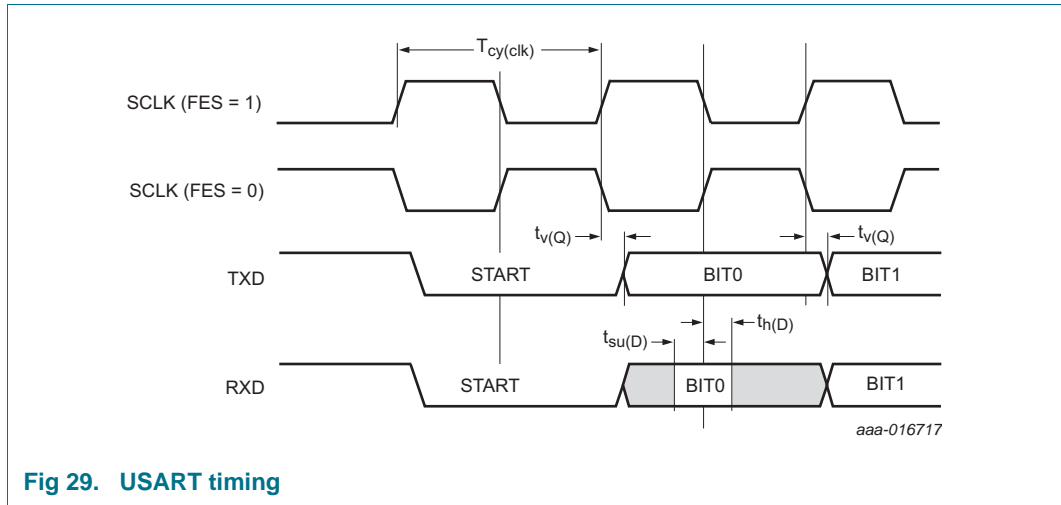 Tcy(clk)
SCLK (FES = 1)
SCLK (FES = 0)
tv(Q)
tv(Q)
TXD
START
BIT0
BIT1
tsu(D)
th(D)
RXD
START
BIT0
BIT1
aaa-016717
Fig 29. USART timing